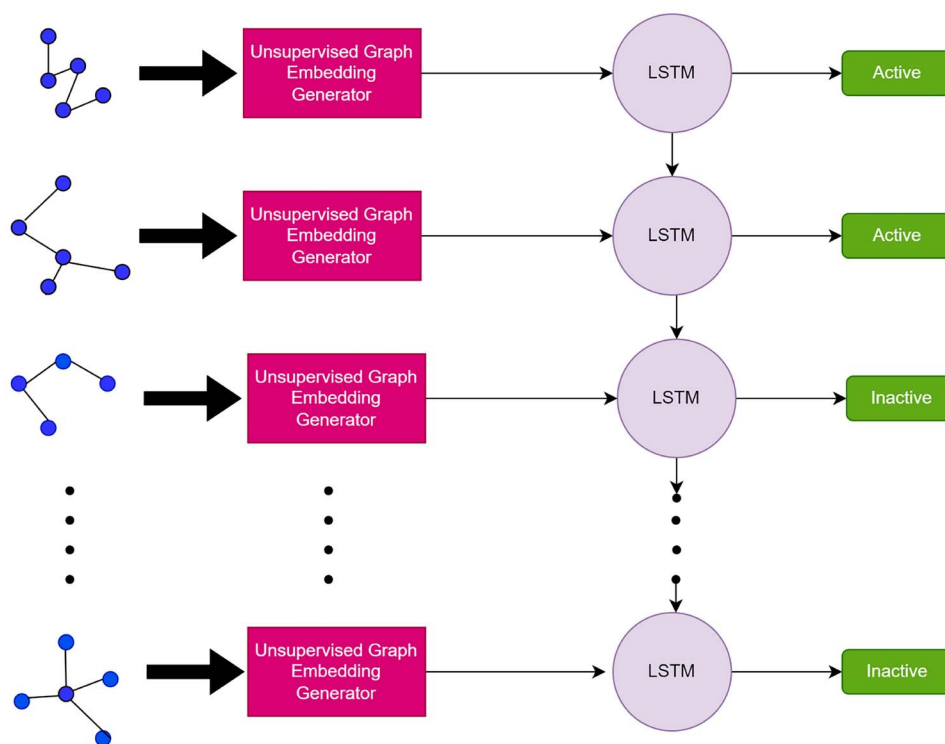 Unsupervised Graph
Embedding
Generator
LSTM
Active
Unsupervised Graph
Embedding
Generator
LSTM
Active
Unsupervised Graph
Embedding
Generator
LSTM
Inactive
Unsupervised Graph
Embedding
Generator
LSTM
Inactive